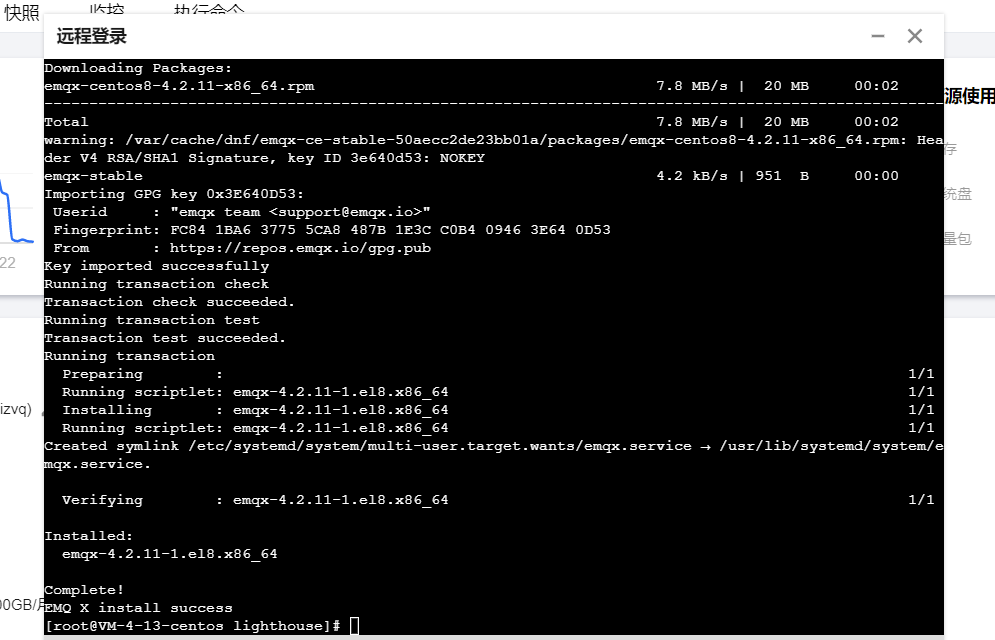 快照 监控 执行命令
远程登录
Downloading Packages:
emqx-centos8-4.2.11-x86_64.rpm 7.8 MB/s | 20 MB 00:02
--------------------------------------------------------------------------------
Total 7.8 MB/s | 20 MB 00:02
warning: /var/cache/dnf/emqx-ce-stable-50aecc2de23bb01a/packages/emqx-centos8-4.2.11-x86_64.rpm: Hea
der V4 RSA/SHA1 Signature, key ID 3e640d53: NOKEY
emqx-stable 4.2 kB/s | 951 B 00:00
Importing GPG key 0x3E640D53:
Userid : "emqx team <support@emqx.io>"
Fingerprint: FC84 1BA6 3775 5CA8 487B 1E3C C0B4 0946 3E64 0D53
From : https://repos.emqx.io/gpg.pub
Key imported successfully
Running transaction check
Transaction check succeeded.
Running transaction test
Transaction test succeeded.
Running transaction
Preparing : 1/1
Running scriptlet: emqx-4.2.11-1.el8.x86_64 1/1
Installing : emqx-4.2.11-1.el8.x86_64 1/1
Running scriptlet: emqx-4.2.11-1.el8.x86_64 1/1
Created symlink /etc/systemd/system/multi-user.target.wants/emqx.service → /usr/lib/systemd/system/e
mqx.service.
Verifying : emqx-4.2.11-1.el8.x86_64 1/1
Installed:
emqx-4.2.11-1.el8.x86_64
Complete!
EMQ X install success
[root@VM-4-13-centos lighthouse]#
源使用
存
统盘
量包
22
izvq)
00GB/月